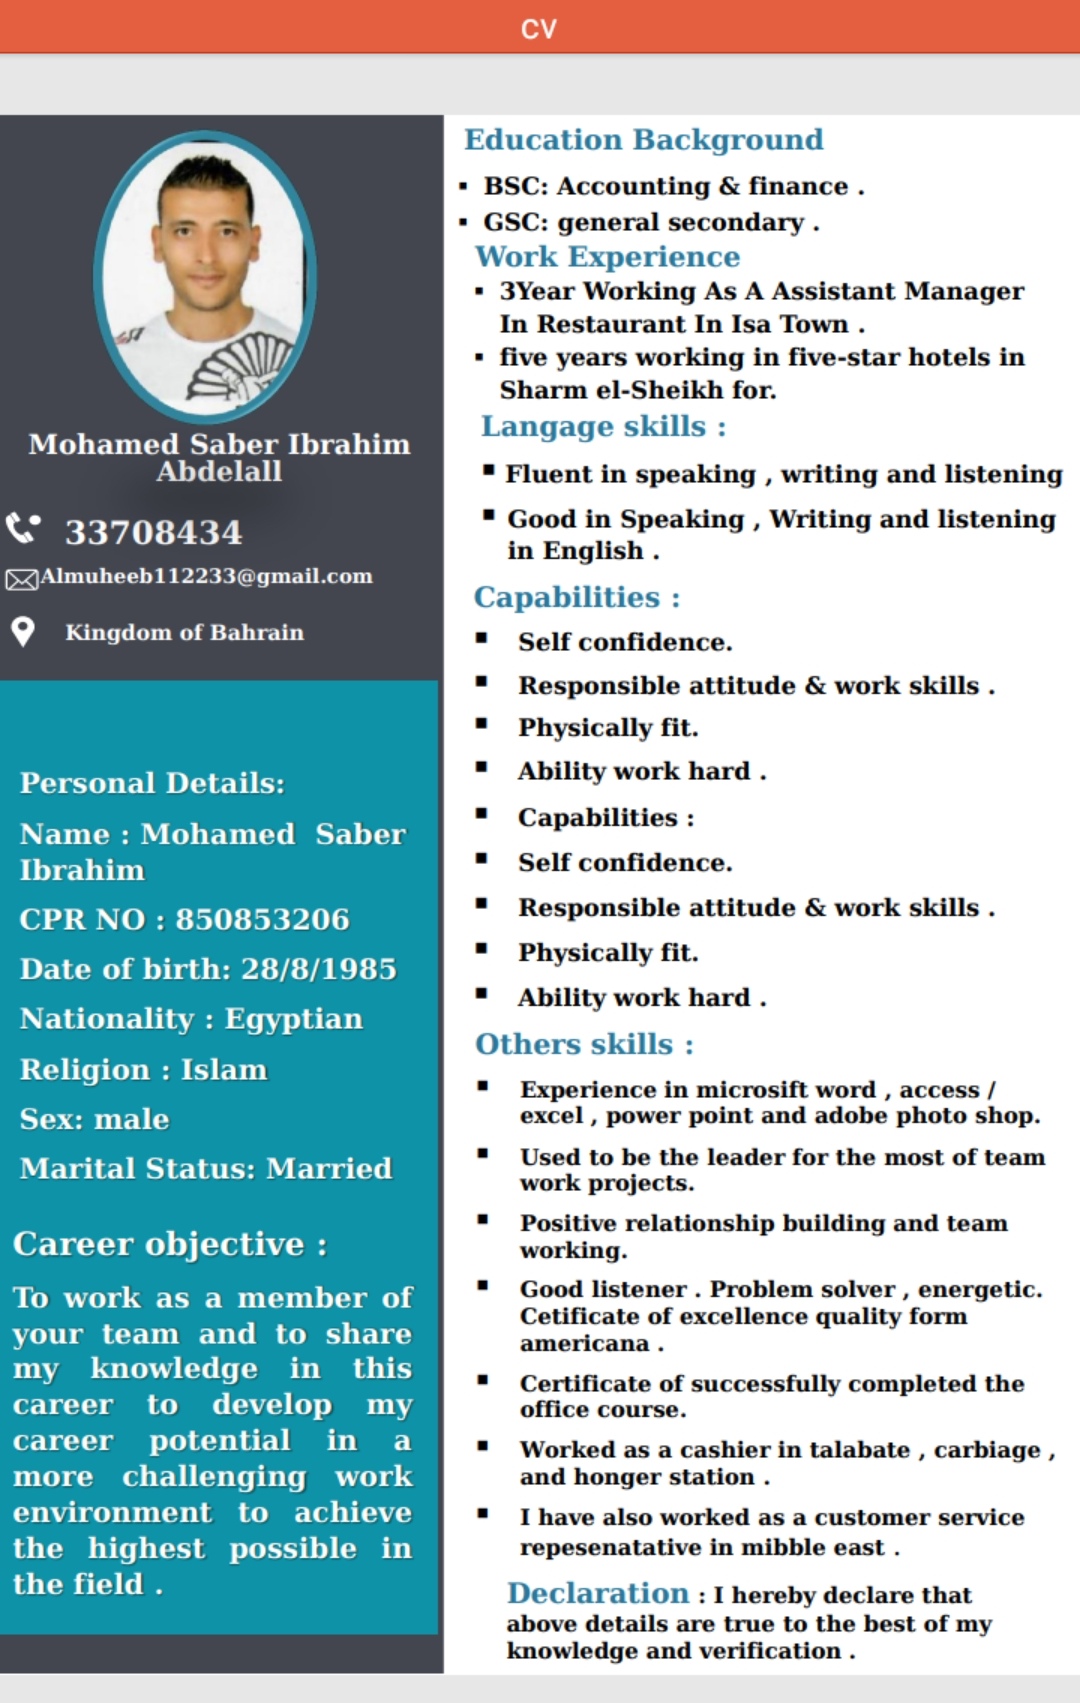 CV
Mohamed Saber Ibrahim
Abdelall
33708434
Almuheeb112233@gmail.com
Kingdom of Bahrain
Personal Details:
Name : Mohamed Saber
Ibrahim
CPR NO : 850853206
Date of birth: 28/8/1985
Nationality : Egyptian
Religion : Islam
Sex: male
Marital Status: Married
Career objective :
To work as a member of
your team and to share
my knowledge in this
career to develop my
career potential in a
more challenging work
environment to achieve
the highest possible in
the field .
Education Background
▪ BSC: Accounting & finance .
▪ GSC: general secondary .
Work Experience
▪ 3Year Working As A Assistant Manager
In Restaurant In Isa Town .
▪ five years working in five-star hotels in
Sharm el-Sheikh for.
Langage skills :
▪ Fluent in speaking , writing and listening
▪ Good in Speaking , Writing and listening
in English .
Capabilities :
▪ Self confidence.
▪ Responsible attitude & work skills .
▪ Physically fit.
▪ Ability work hard .
▪ Capabilities :
▪ Self confidence.
▪ Responsible attitude & work skills .
▪ Physically fit.
▪ Ability work hard .
Others skills :
▪ Experience in microsift word , access /
excel , power point and adobe photo shop.
▪ Used to be the leader for the most of team
work projects.
▪ Positive relationship building and team
working.
▪ Good listener . Problem solver , energetic.
Cetificate of excellence quality form
americana .
▪ Certificate of successfully completed the
office course.
▪ Worked as a cashier in talabate , carbiage ,
and honger station .
▪ I have also worked as a customer service
repesenatative in mibble east .
Declaration : I hereby declare that
above details are true to the best of my
knowledge and verification .